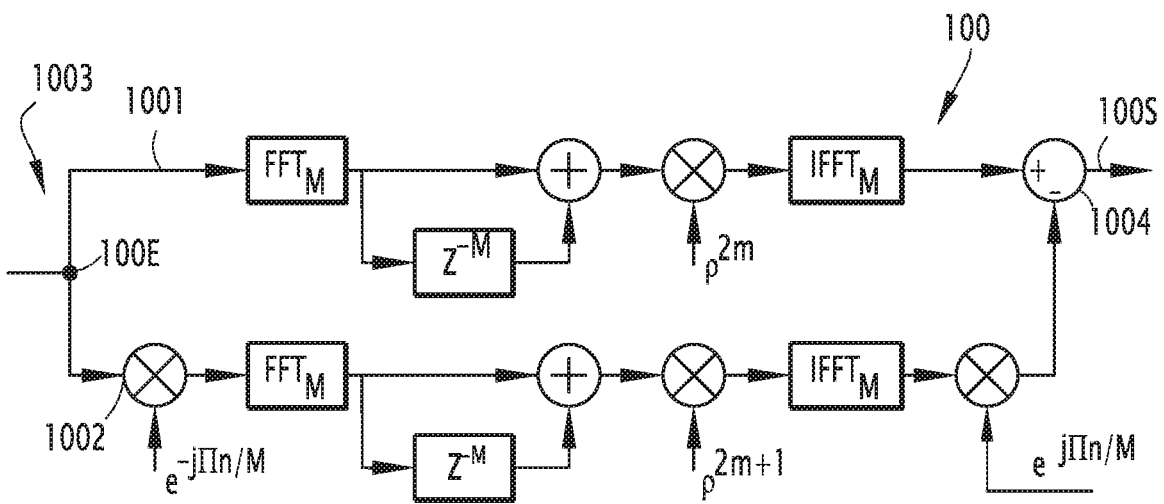 100
1003
1001
100S
FFT_M
+
IFFT_M
+
-
1004
Z^-M
100E
ρ^2m
FFT_M
+
IFFT_M
1002
Z^-M
e^-jΠn/M
ρ^2m+1
e^jΠn/M